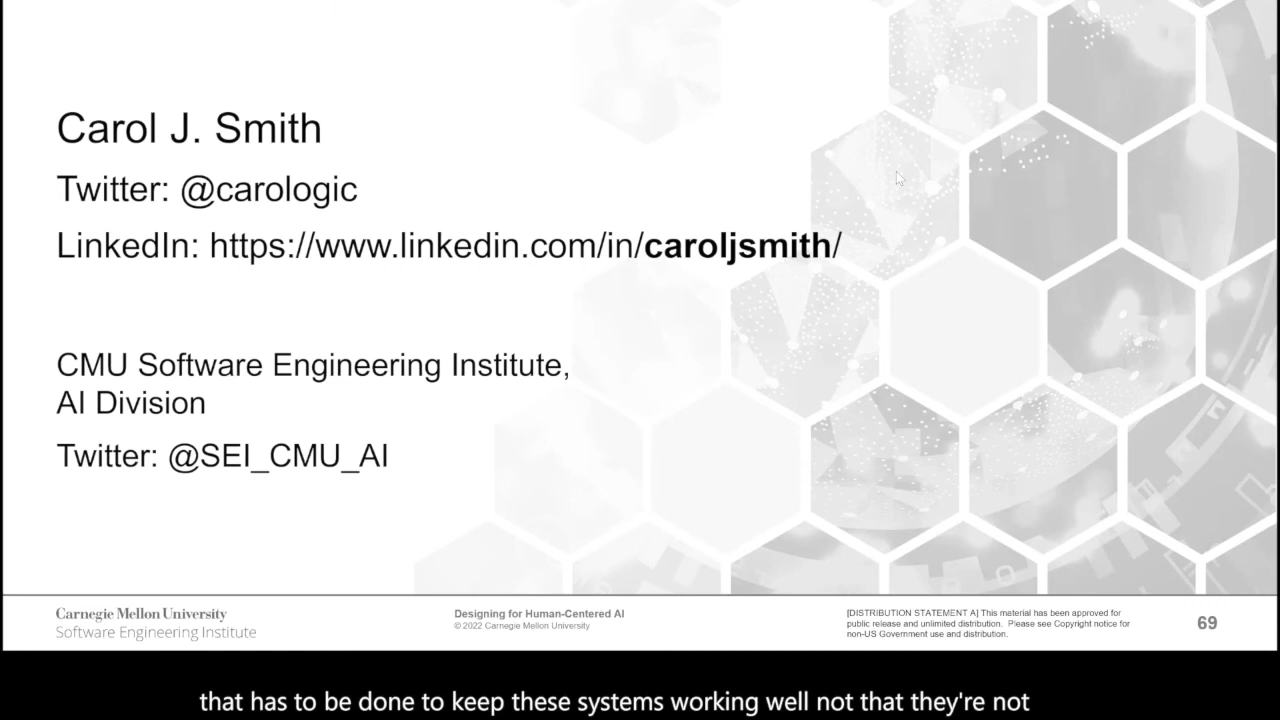 Carol J. Smith
Twitter: @carologic
LinkedIn: https://www.linkedin.com/in/caroljsmith/
CMU Software Engineering Institute,
AI Division
Twitter: @SEI_CMU_AI
Carnegie Mellon University
Software Engineering Institute
Designing for Human-Centered AI
© 2022 Carnegie Mellon University
[DISTRIBUTION STATEMENT A] This material has been approved for
public release and unlimited distribution. Please see Copyright notice for
non-US Government use and distribution.
69
that has to be done to keep these systems working well not that they're not